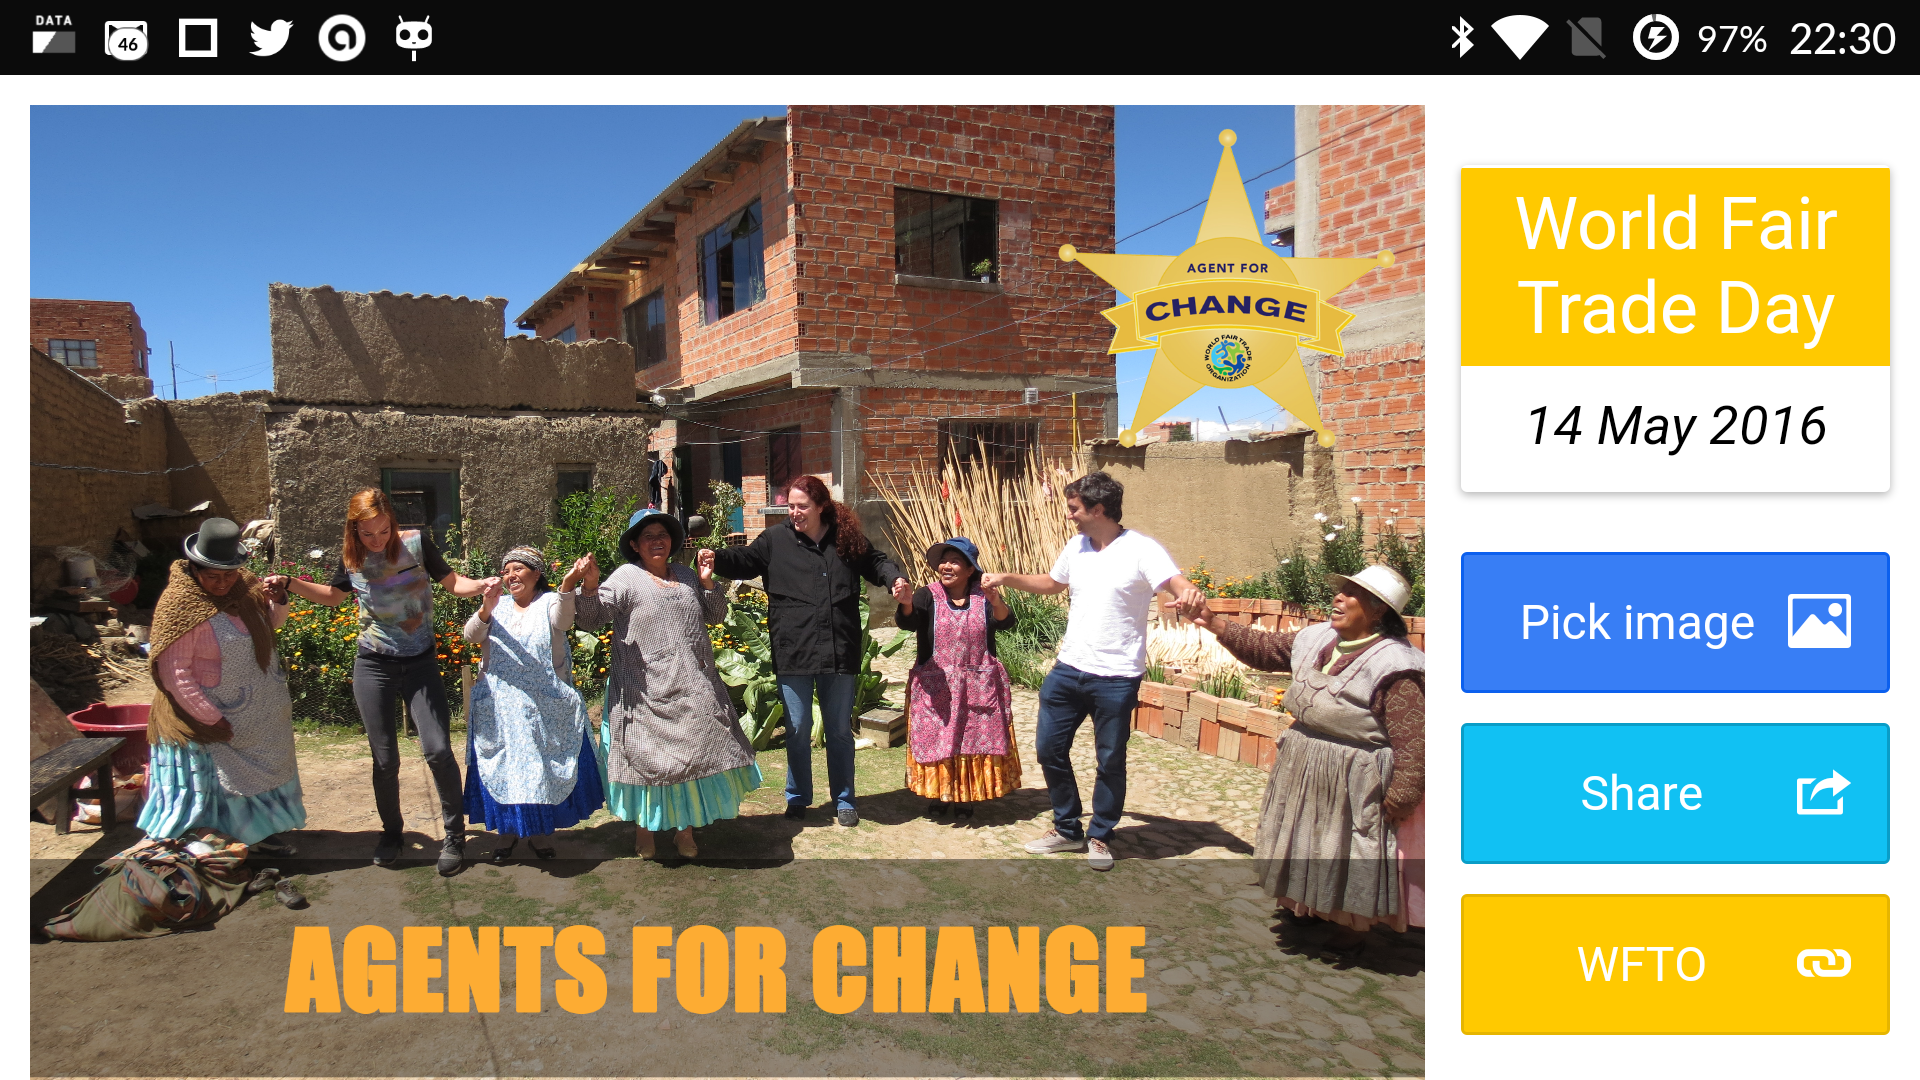 DATA
46
97%
22:30
AGENT FOR
CHANGE
WORLD FAIR TRADE
ORGANIZATION
AGENTS FOR CHANGE
World Fair
Trade Day
14 May 2016
Pick image
Share
WFTO